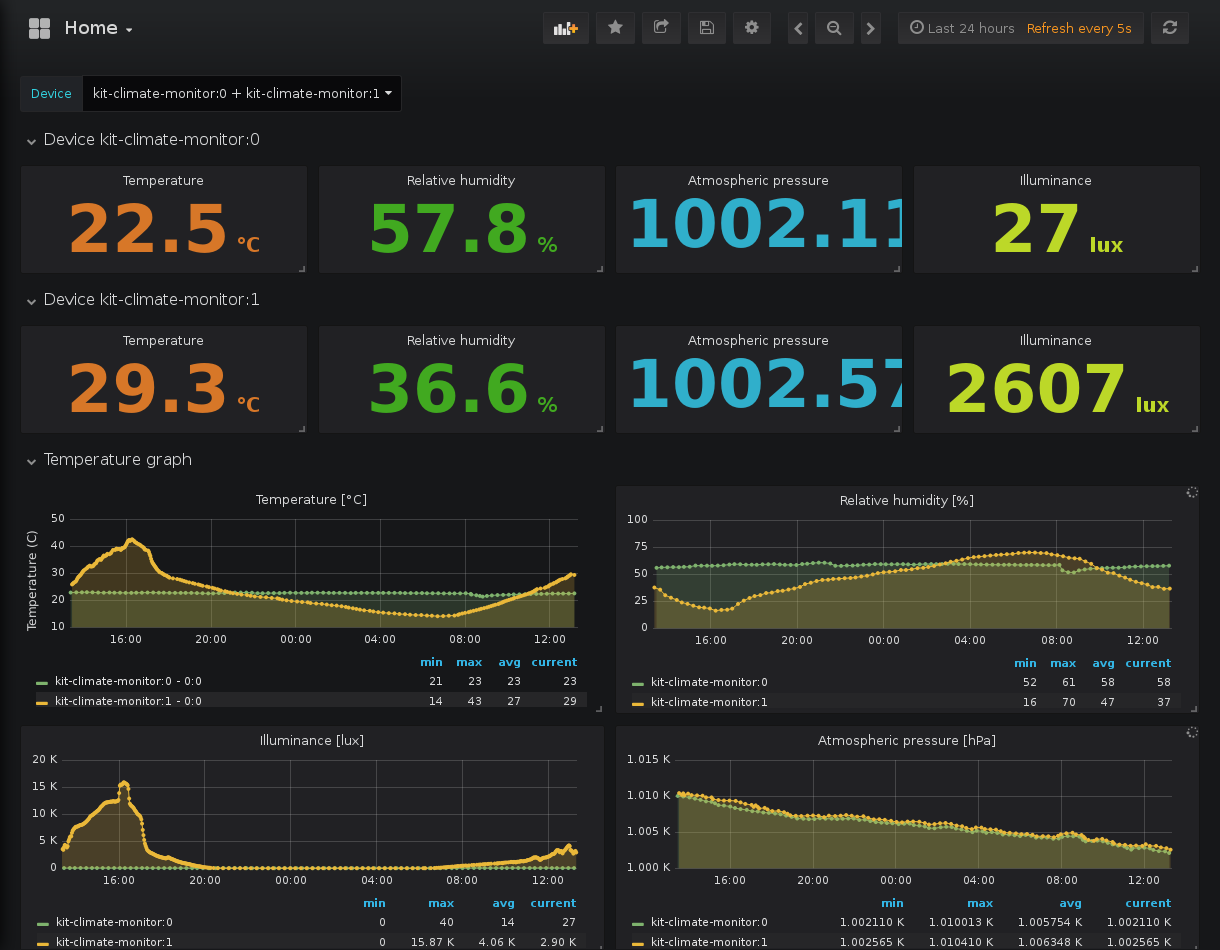 Home
Last 24 hours Refresh every 5s
Device kit-climate-monitor:0 + kit-climate-monitor:1
Device kit-climate-monitor:0
Temperature Relative humidity Atmospheric pressure Illuminance
22.5 °C 57.8 % 1002.11 27 lux
Device kit-climate-monitor:1
Temperature Relative humidity Atmospheric pressure Illuminance
29.3 °C 36.6 % 1002.57 2607 lux
Temperature graph
Temperature [°C]
Temperature (C)
50
40
30
20
10
16:00 20:00 00:00 04:00 08:00 12:00
min max avg current
kit-climate-monitor:0 - 0:0 21 23 23 23
kit-climate-monitor:1 - 0:0 14 43 27 29
Relative humidity [%]
100
75
50
25
0
16:00 20:00 00:00 04:00 08:00 12:00
min max avg current
kit-climate-monitor:0 52 61 58 58
kit-climate-monitor:1 16 70 47 37
Illuminance [lux]
20 K
15 K
10 K
5 K
0
16:00 20:00 00:00 04:00 08:00 12:00
min max avg current
kit-climate-monitor:0 0 40 14 27
kit-climate-monitor:1 0 15.87 K 4.06 K 2.90 K
Atmospheric pressure [hPa]
1.015 K
1.010 K
1.005 K
1.000 K
16:00 20:00 00:00 04:00 08:00 12:00
min max avg current
kit-climate-monitor:0 1.002110 K 1.010013 K 1.005754 K 1.002110 K
kit-climate-monitor:1 1.002565 K 1.010410 K 1.006348 K 1.002565 K